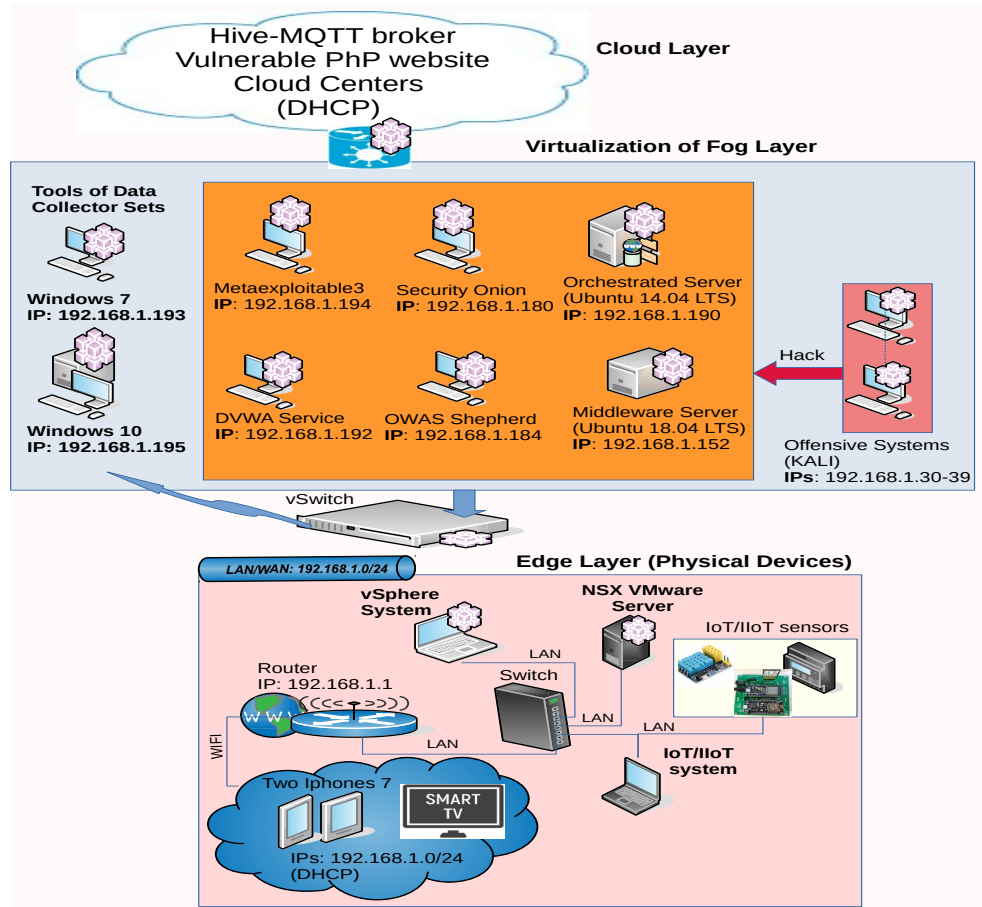 Hive-MQTT broker
Vulnerable PhP website
Cloud Centers
(DHCP)
Cloud Layer
Virtualization of Fog Layer
Tools of Data
Collector Sets
Windows 7
IP: 192.168.1.193
Windows 10
IP: 192.168.1.195
Metaexploitable3
IP: 192.168.1.194
Security Onion
IP: 192.168.1.180
Orchestrated Server
(Ubuntu 14.04 LTS)
IP: 192.168.1.190
DVWA Service
IP: 192.168.1.192
OWAS Shepherd
IP: 192.168.1.184
Middleware Server
(Ubuntu 18.04 LTS)
IP: 192.168.1.152
Hack
Offensive Systems
(KALI)
IPs: 192.168.1.30-39
vSwitch
LAN/WAN: 192.168.1.0/24
Edge Layer (Physical Devices)
vSphere
System
NSX VMware
Server
IoT/IIoT sensors
LAN
Router
IP: 192.168.1.1
Switch
W W
LAN
LAN
LAN
WIFI
IoT/IIoT
system
Two Iphones 7
SMART
TV
IPs: 192.168.1.0/24
(DHCP)